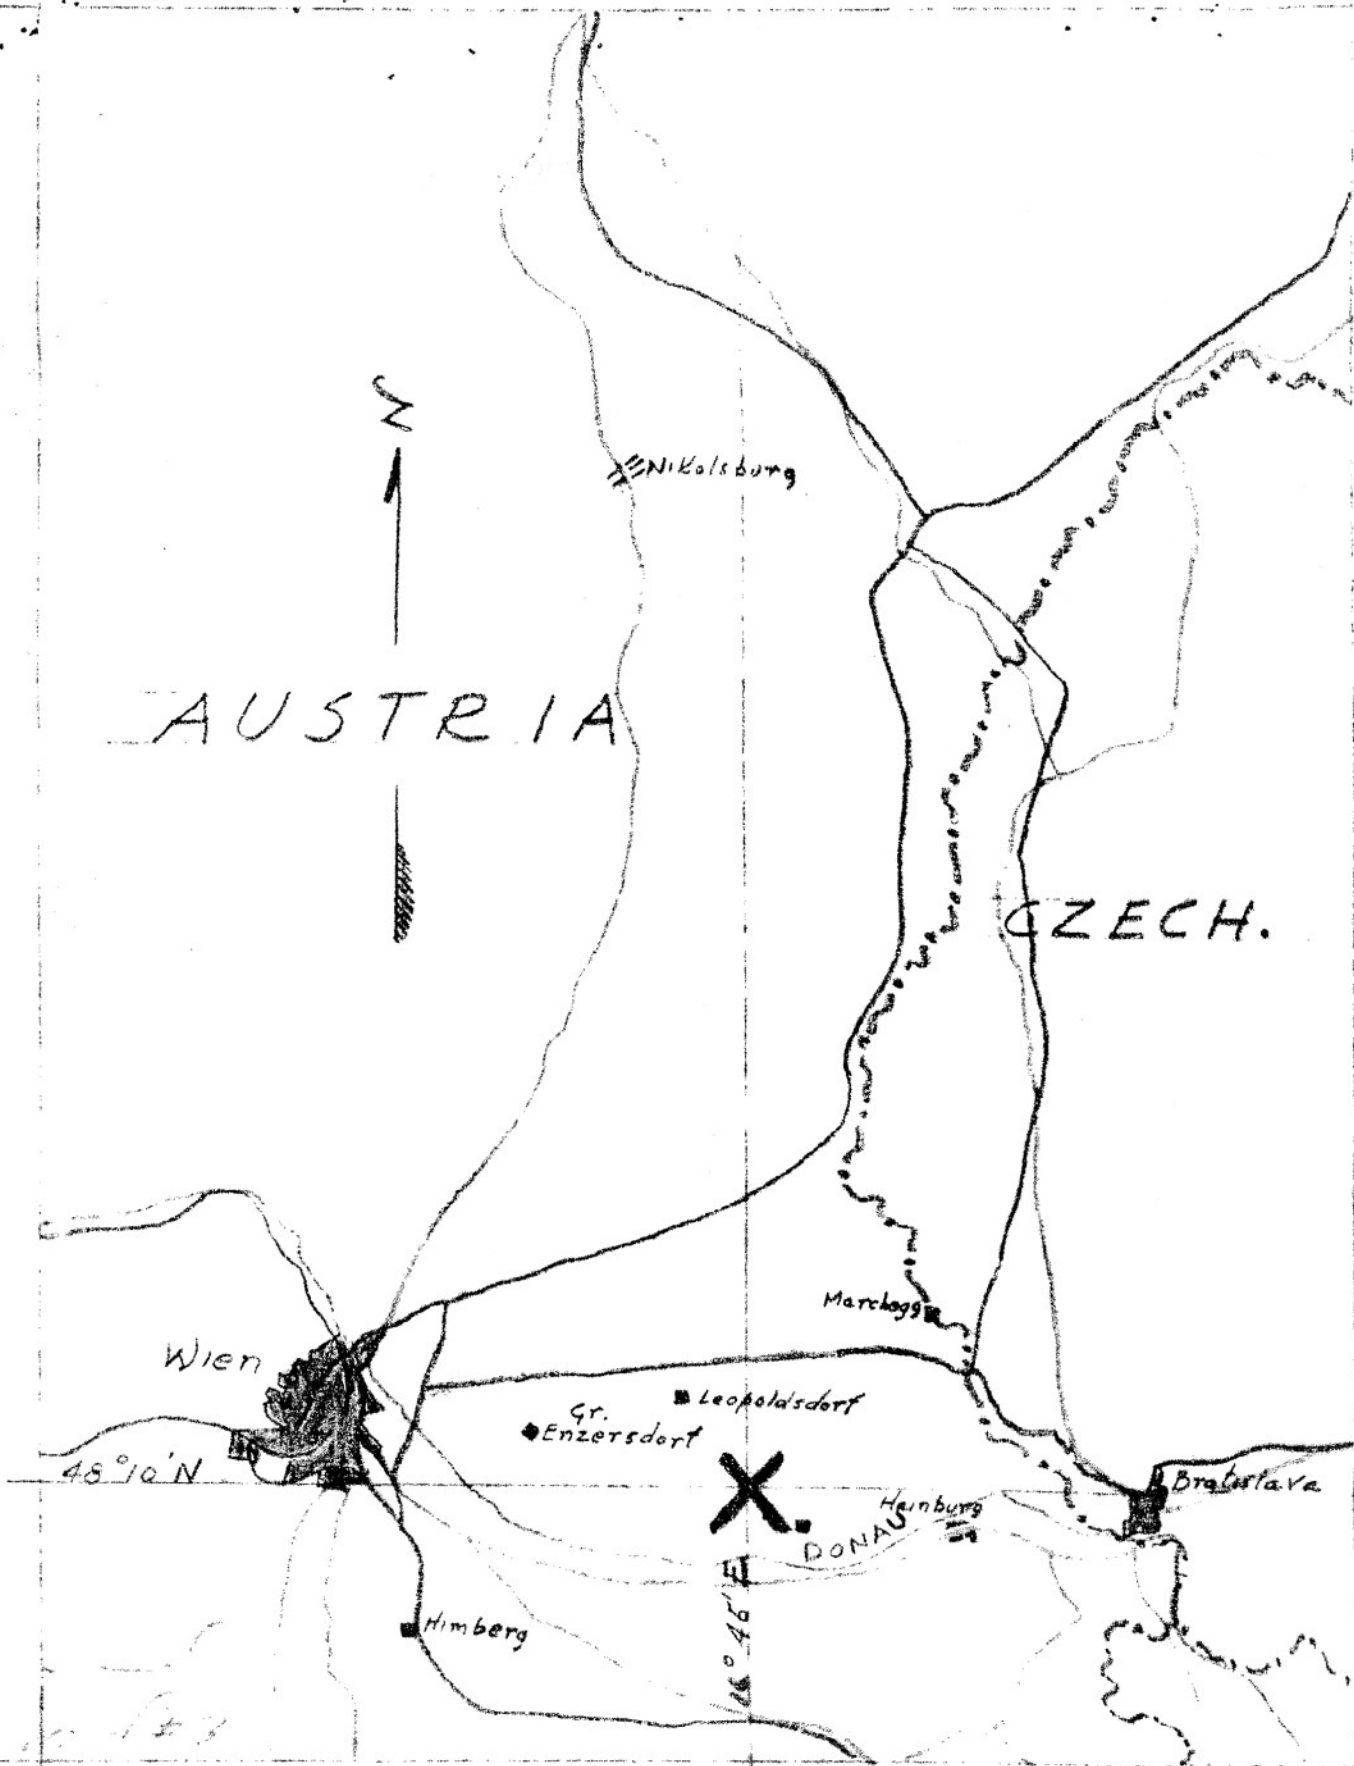 N
Nikolsburg
AUSTRIA
CZECH.
Marchegg
Wien
Leopoldsdorf
Gr.
Enzersdorf
48°10'N
Bratislava
Hainburg
DONAU
16°46'E
Himberg